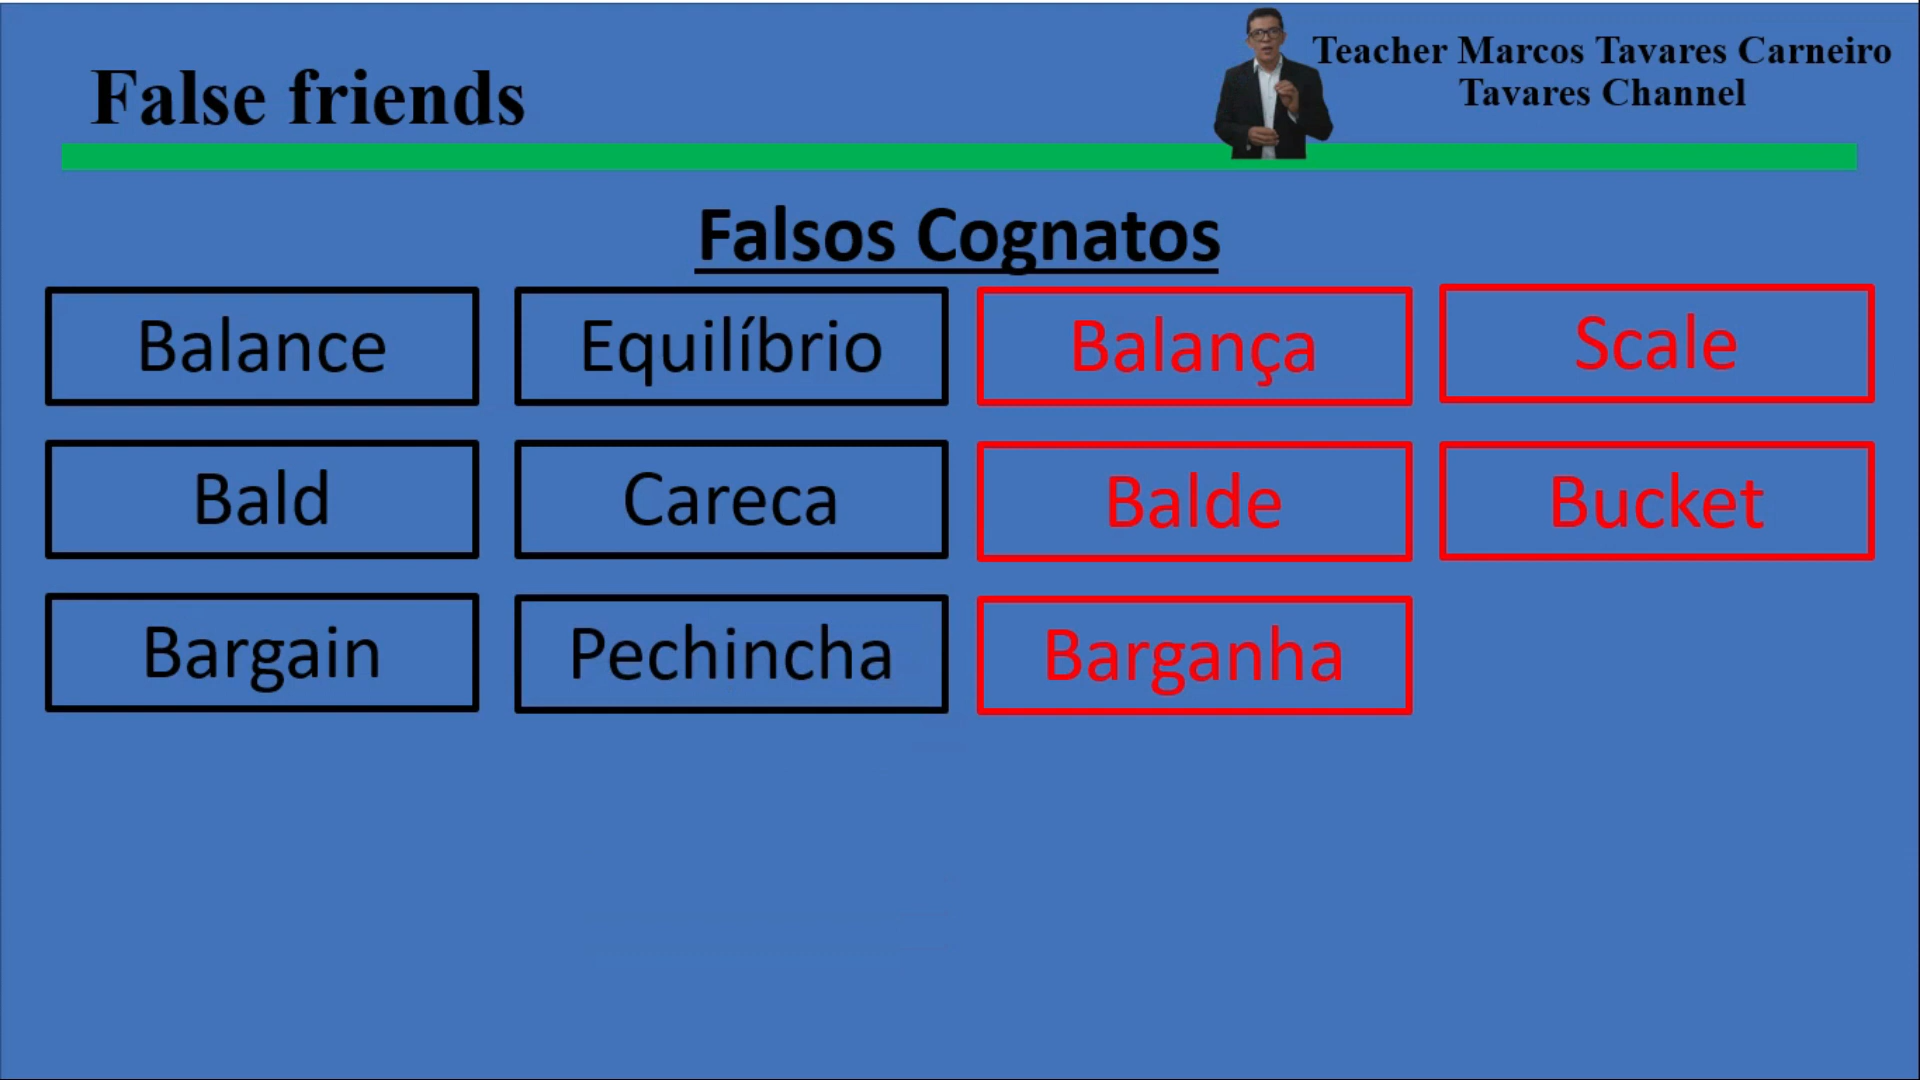 False friends
Teacher Marcos Tavares Carneiro
Tavares Channel
Falsos Cognatos
Balance Equilíbrio Balança Scale
Bald Careca Balde Bucket
Bargain Pechincha Barganha